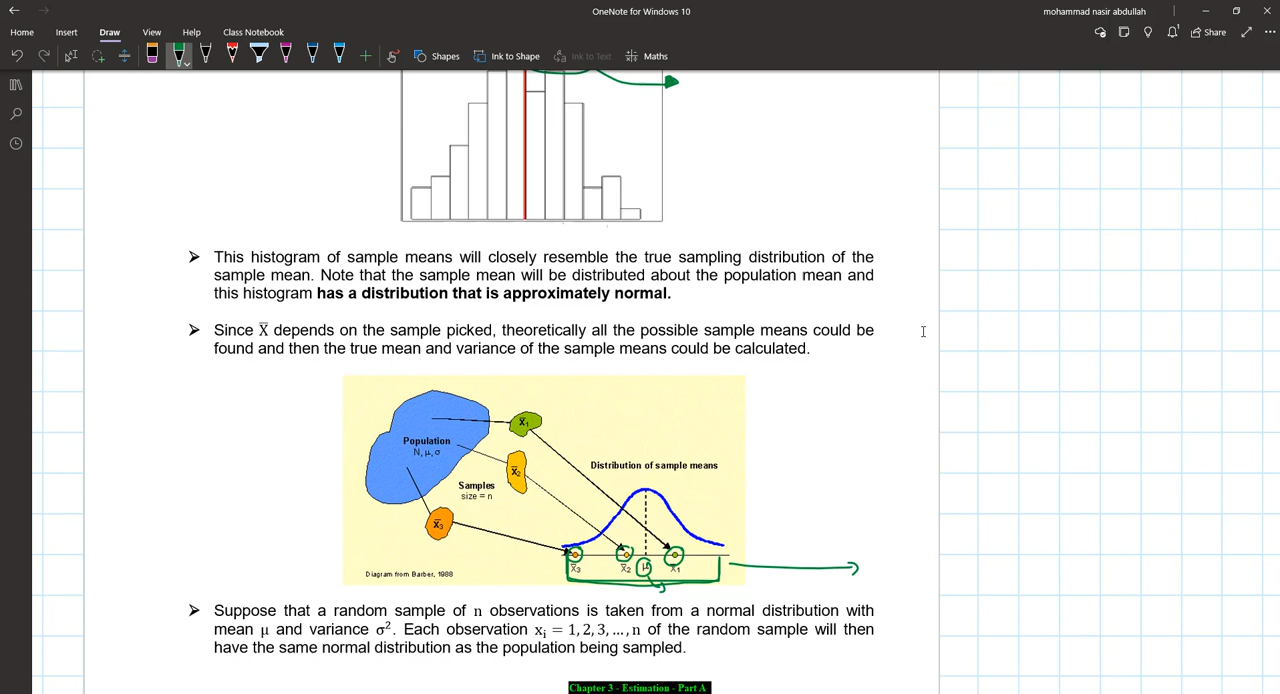 OneNote for Windows 10
mohammad nasir abdullah
Home Insert Draw View Help Class Notebook
Share
Shapes Ink to Shape Ink to Text Maths
➢ This histogram of sample means will closely resemble the true sampling distribution of the
sample mean. Note that the sample mean will be distributed about the population mean and
this histogram has a distribution that is approximately normal.
➢ Since X̅ depends on the sample picked, theoretically all the possible sample means could be
found and then the true mean and variance of the sample means could be calculated.
Population
N, μ, σ
x̅₁
x̅₂
Samples
size = n
x̅₃
Distribution of sample means
x̅₃ x̅₂ μ x̅₁
Diagram from Barber, 1988
➢ Suppose that a random sample of n observations is taken from a normal distribution with
mean μ and variance σ². Each observation xᵢ = 1, 2, 3, … , n of the random sample will then
have the same normal distribution as the population being sampled.
Chapter 3 - Estimation - Part A